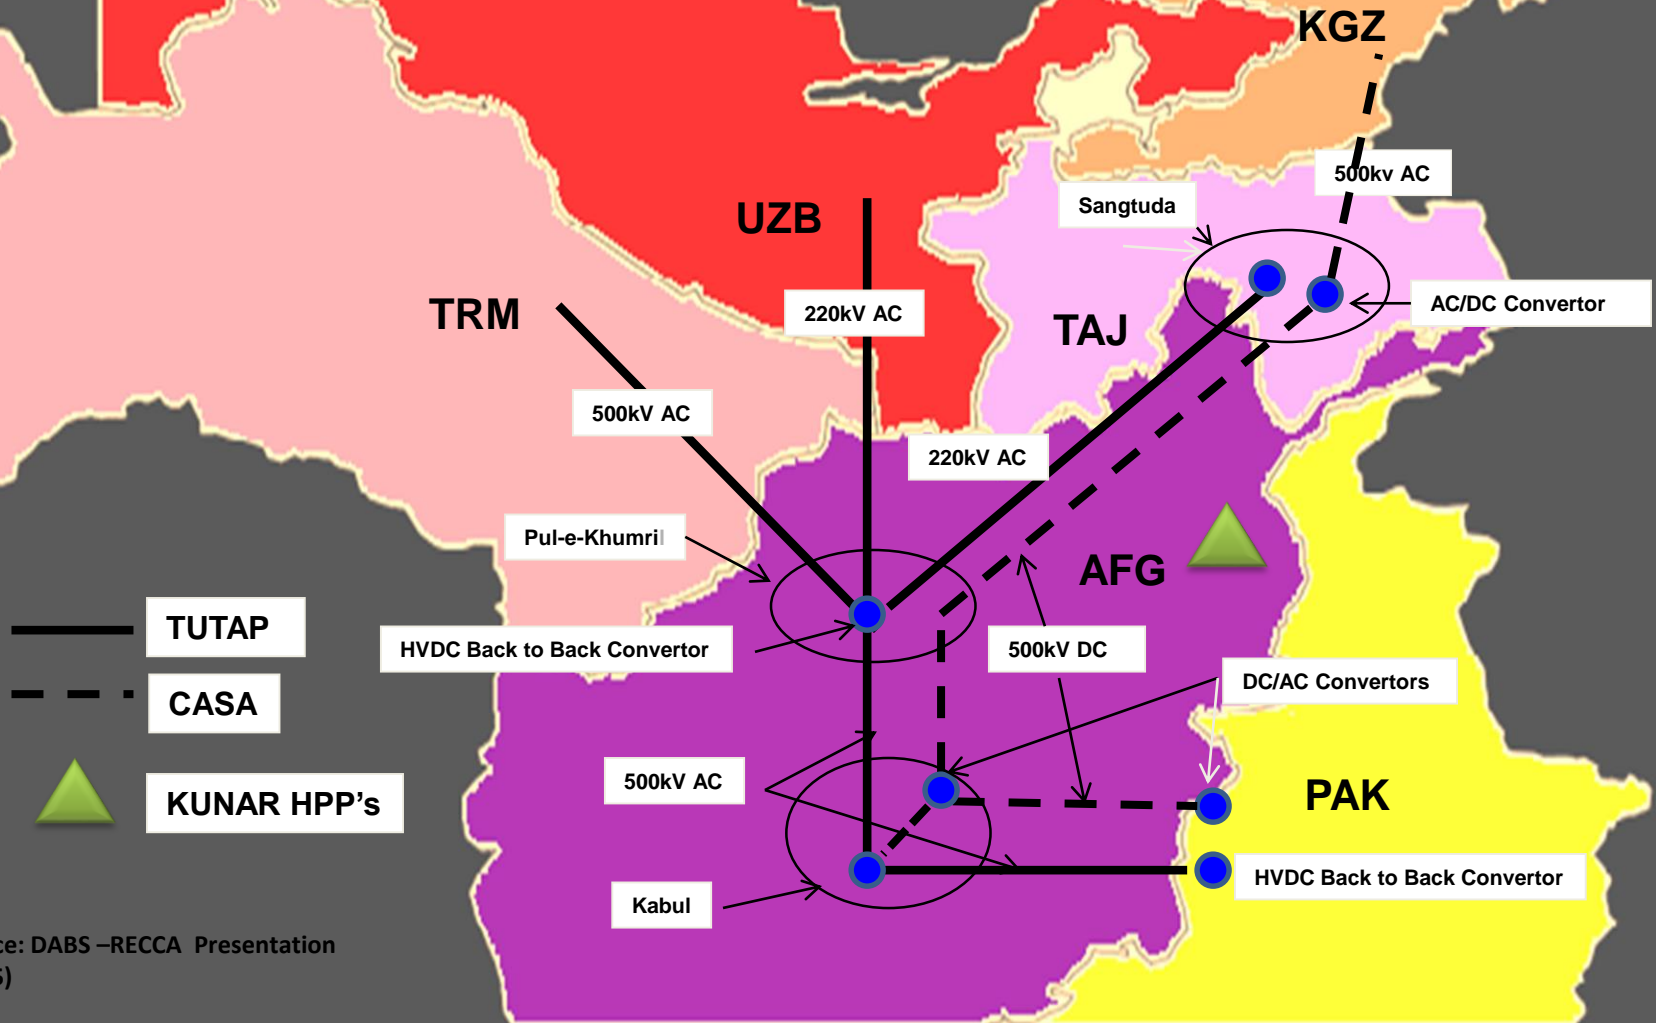 KGZ
500kv AC
Sangtuda
UZB
AC/DC Convertor
TRM
220kV AC
TAJ
500kV AC
220kV AC
Pul-e-Khumri
AFG
TUTAP
HVDC Back to Back Convertor
500kV DC
DC/AC Convertors
CASA
500kV AC
PAK
KUNAR HPP's
HVDC Back to Back Convertor
Kabul
DABS –RECCA Presentation